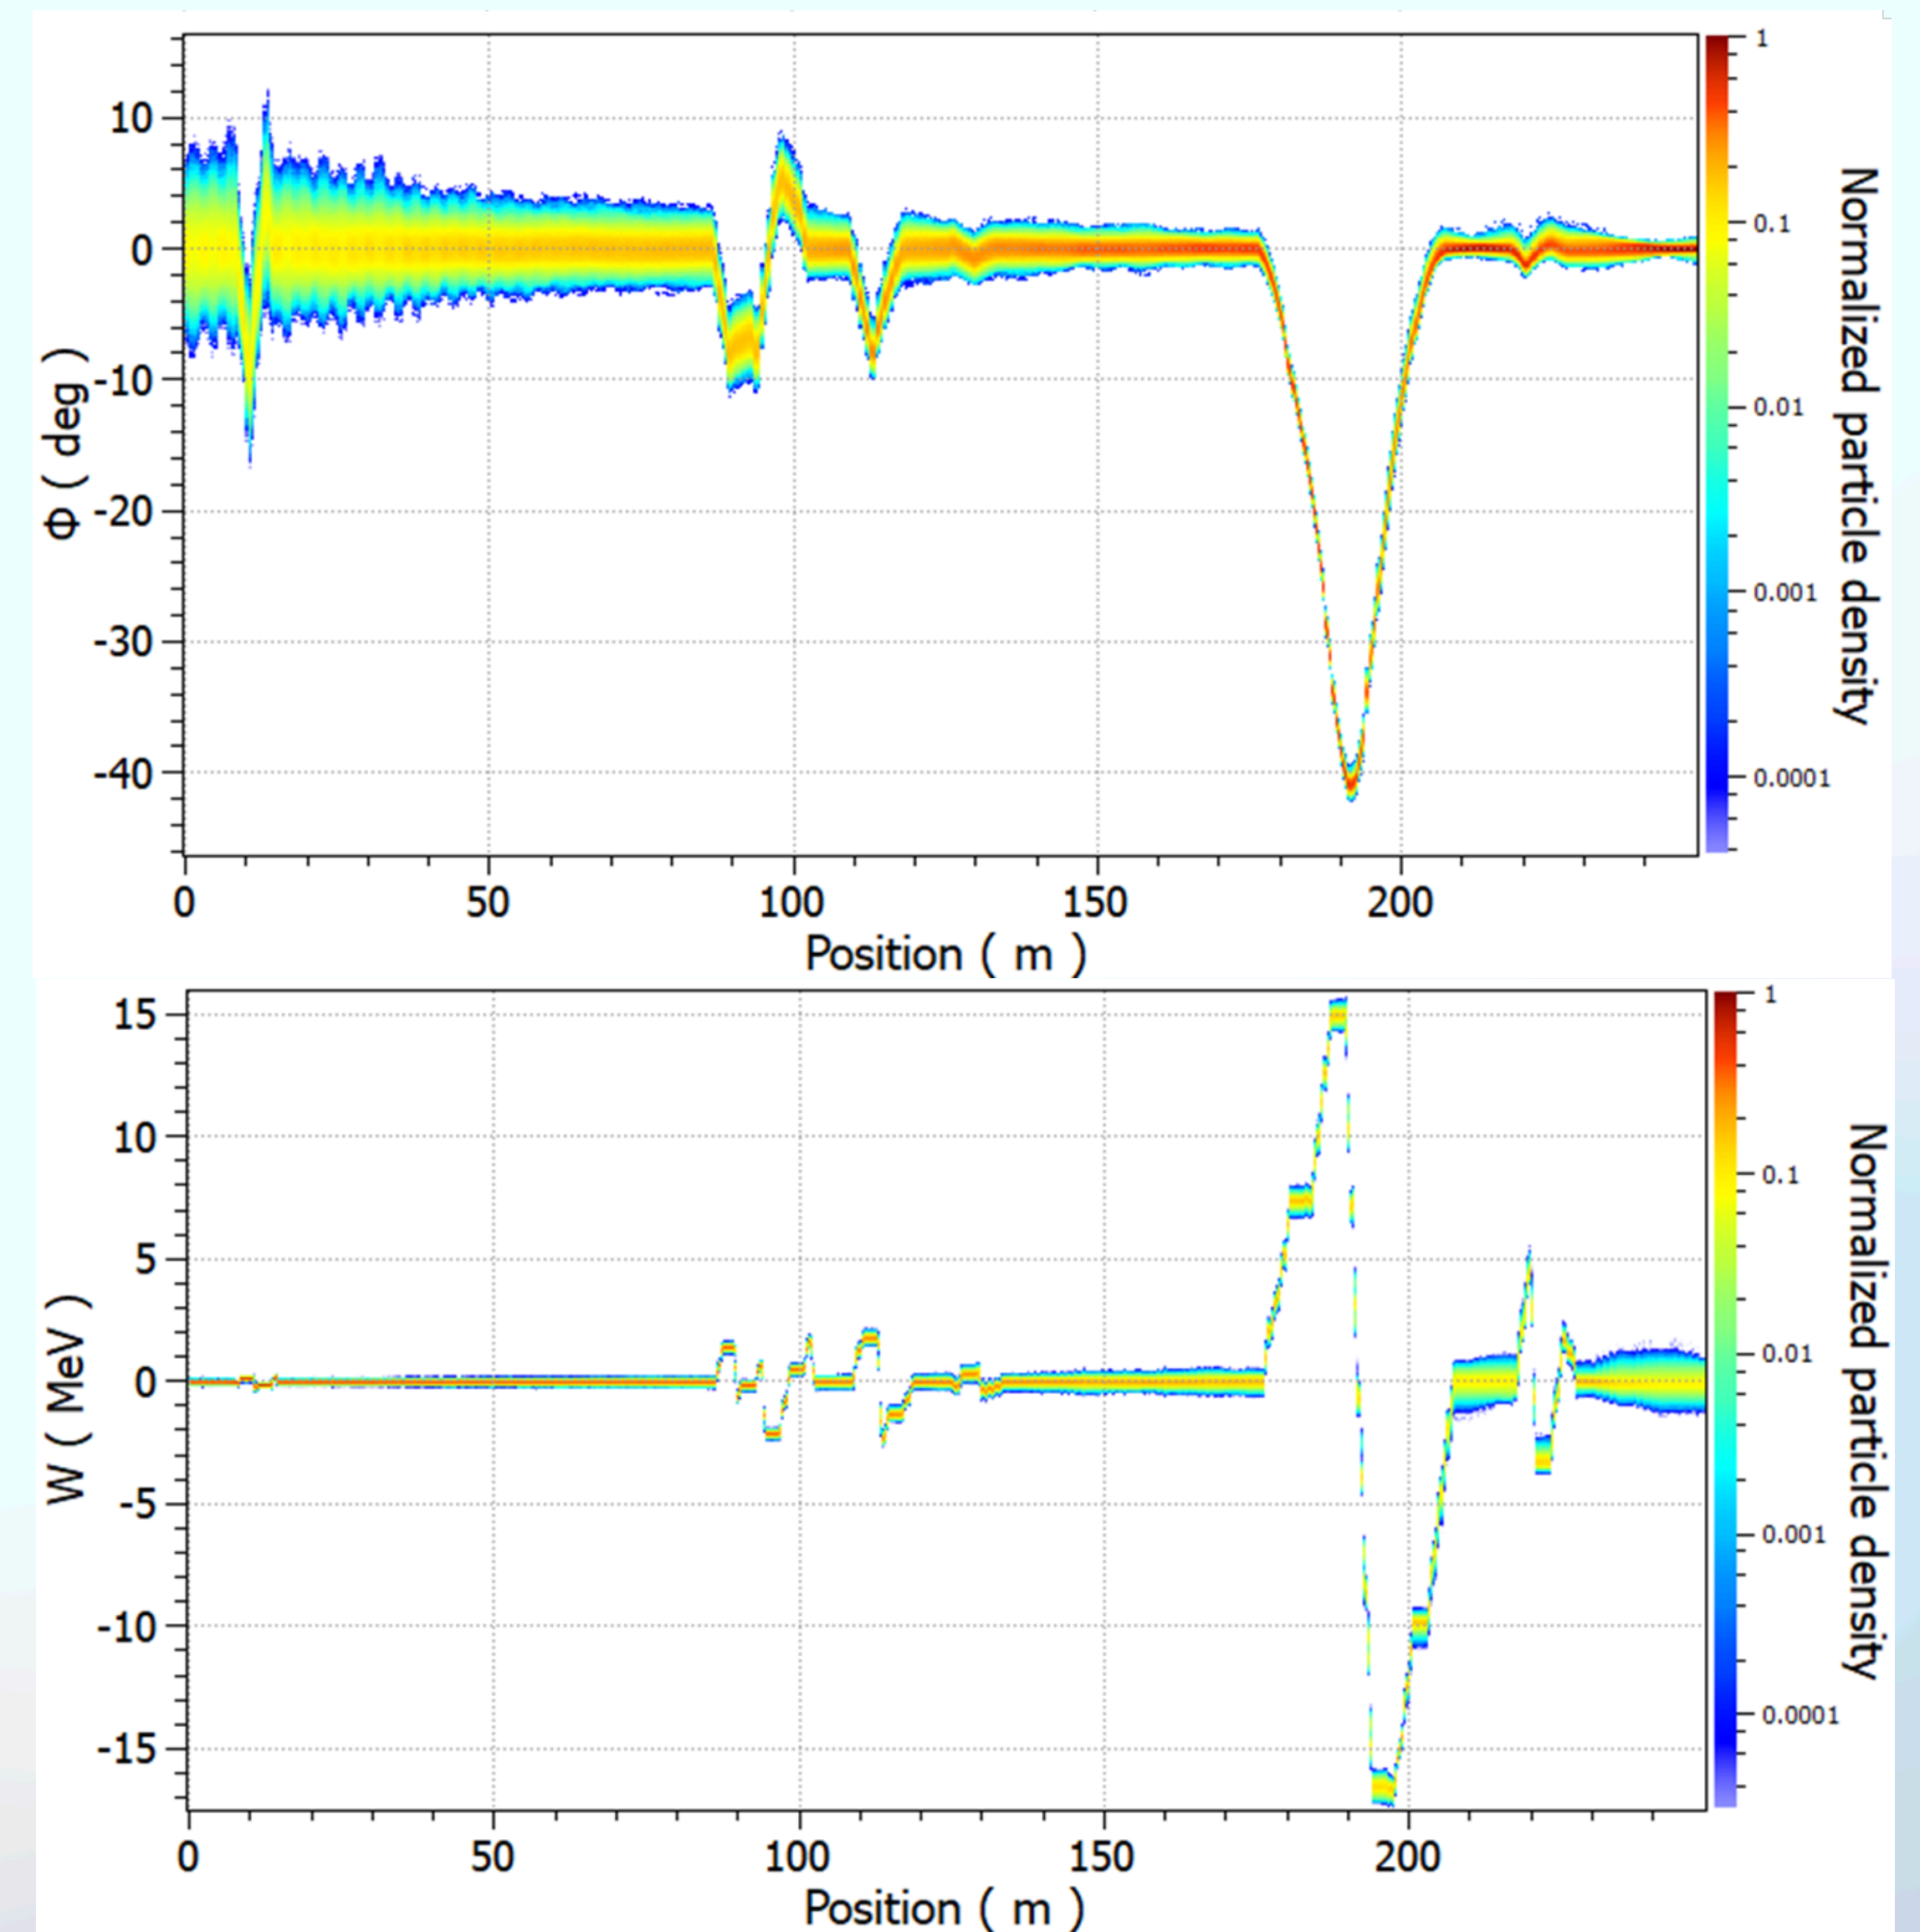 10
0
-10
-20
-30
-40
Φ ( deg )
0 50 100 150 200
Position ( m )
1
0.1
0.01
0.001
0.0001
Normalized particle density
15
10
5
0
-5
-10
-15
W ( MeV )
0 50 100 150 200
Position ( m )
1
0.1
0.01
0.001
0.0001
Normalized particle density